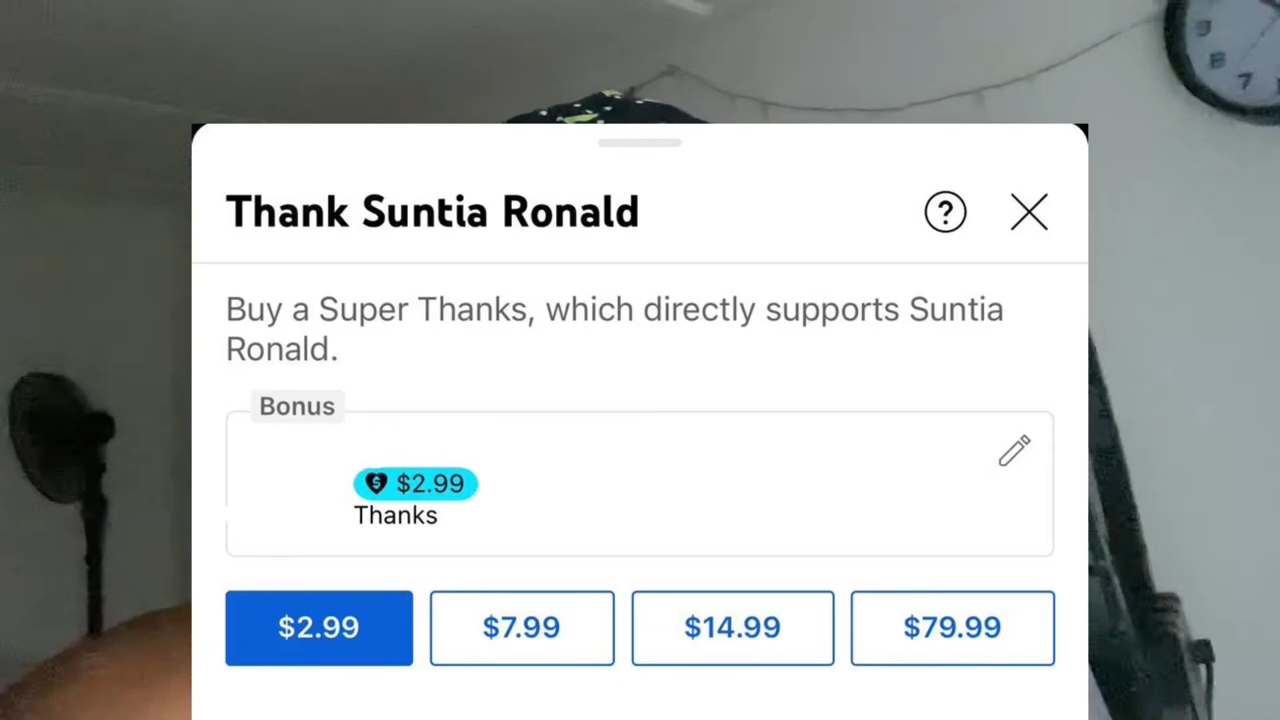 Thank Suntia Ronald
Buy a Super Thanks, which directly supports Suntia
Ronald.
Bonus
$2.99
Thanks
$2.99
$7.99
$14.99
$79.99